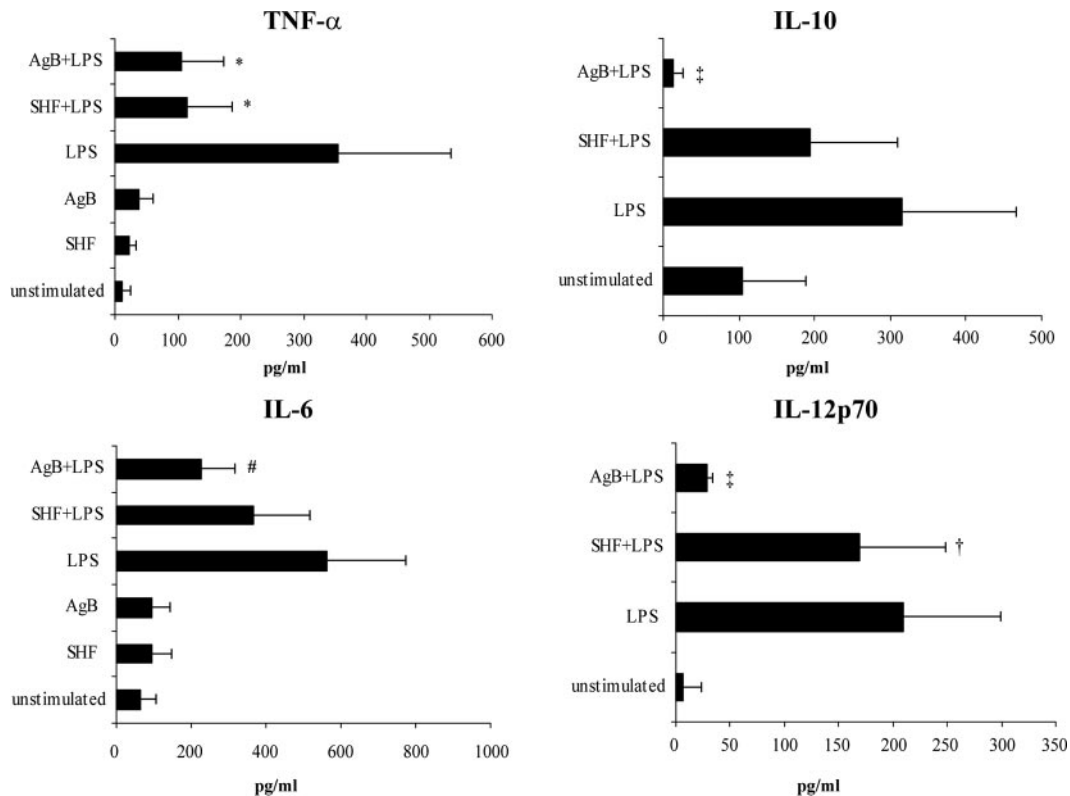 TNF-α
AgB+LPS
*
SHF+LPS
*
LPS
AgB
SHF
unstimulated
0 100 200 300 400 500 600
pg/ml
IL-10
AgB+LPS
‡
SHF+LPS
LPS
unstimulated
0 100 200 300 400 500
pg/ml
IL-6
AgB+LPS
#
SHF+LPS
LPS
AgB
SHF
unstimulated
0 200 400 600 800 1000
pg/ml
IL-12p70
AgB+LPS
‡
SHF+LPS
†
LPS
unstimulated
0 50 100 150 200 250 300 350
pg/ml